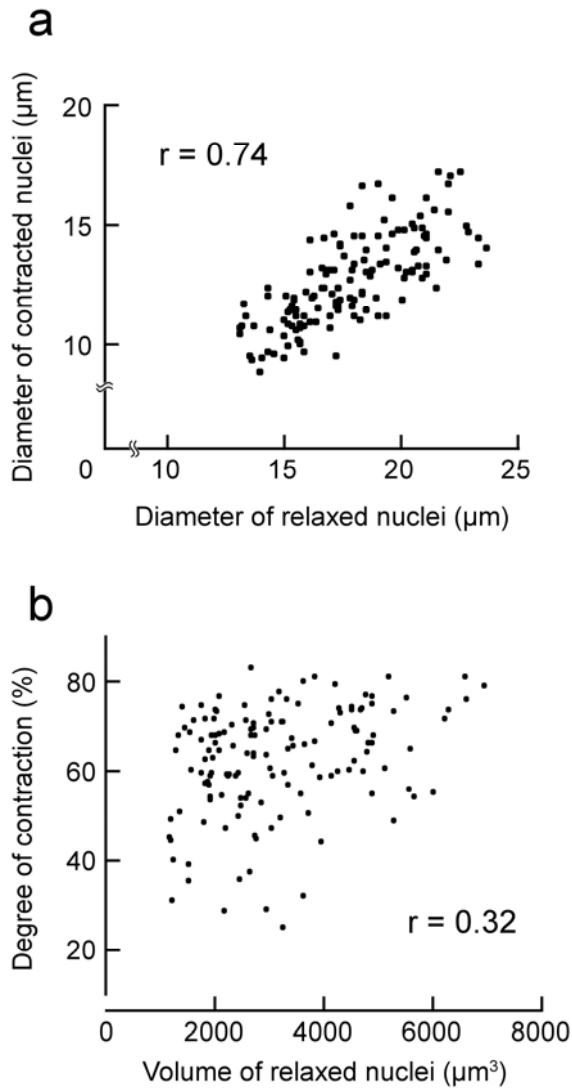 a
Diameter of contracted nuclei (μm)
20
15
10
0
r = 0.74
10 15 20 25
Diameter of relaxed nuclei (μm)
b
Degree of contraction (%)
80
60
40
20
r = 0.32
0 2000 4000 6000 8000
Volume of relaxed nuclei (μm³)